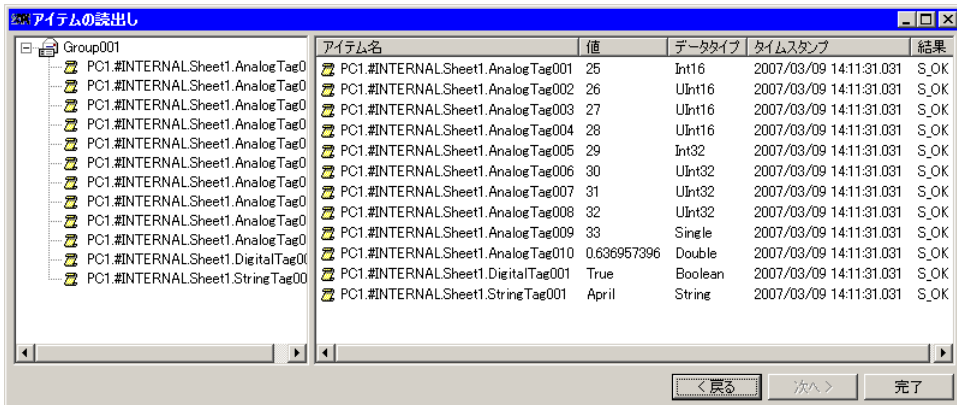 アイテムの読出し
Group001
PC1.#INTERNAL.Sheet1.AnalogTag0
PC1.#INTERNAL.Sheet1.AnalogTag0
PC1.#INTERNAL.Sheet1.AnalogTag0
PC1.#INTERNAL.Sheet1.AnalogTag0
PC1.#INTERNAL.Sheet1.AnalogTag0
PC1.#INTERNAL.Sheet1.AnalogTag0
PC1.#INTERNAL.Sheet1.AnalogTag0
PC1.#INTERNAL.Sheet1.AnalogTag0
PC1.#INTERNAL.Sheet1.AnalogTag0
PC1.#INTERNAL.Sheet1.AnalogTag0
PC1.#INTERNAL.Sheet1.DigitalTag0
PC1.#INTERNAL.Sheet1.StringTag00
アイテム名 値 データタイプ タイムスタンプ 結果
PC1.#INTERNAL.Sheet1.AnalogTag001 25 Int16 2007/03/09 14:11:31.031 S_OK
PC1.#INTERNAL.Sheet1.AnalogTag002 26 UInt16 2007/03/09 14:11:31.031 S_OK
PC1.#INTERNAL.Sheet1.AnalogTag003 27 UInt16 2007/03/09 14:11:31.031 S_OK
PC1.#INTERNAL.Sheet1.AnalogTag004 28 UInt16 2007/03/09 14:11:31.031 S_OK
PC1.#INTERNAL.Sheet1.AnalogTag005 29 Int32 2007/03/09 14:11:31.031 S_OK
PC1.#INTERNAL.Sheet1.AnalogTag006 30 UInt32 2007/03/09 14:11:31.031 S_OK
PC1.#INTERNAL.Sheet1.AnalogTag007 31 UInt32 2007/03/09 14:11:31.031 S_OK
PC1.#INTERNAL.Sheet1.AnalogTag008 32 UInt32 2007/03/09 14:11:31.031 S_OK
PC1.#INTERNAL.Sheet1.AnalogTag009 33 Single 2007/03/09 14:11:31.031 S_OK
PC1.#INTERNAL.Sheet1.AnalogTag010 0.636957396 Double 2007/03/09 14:11:31.031 S_OK
PC1.#INTERNAL.Sheet1.DigitalTag001 True Boolean 2007/03/09 14:11:31.031 S_OK
PC1.#INTERNAL.Sheet1.StringTag001 April String 2007/03/09 14:11:31.031 S_OK
< 戻る 次へ > 完了